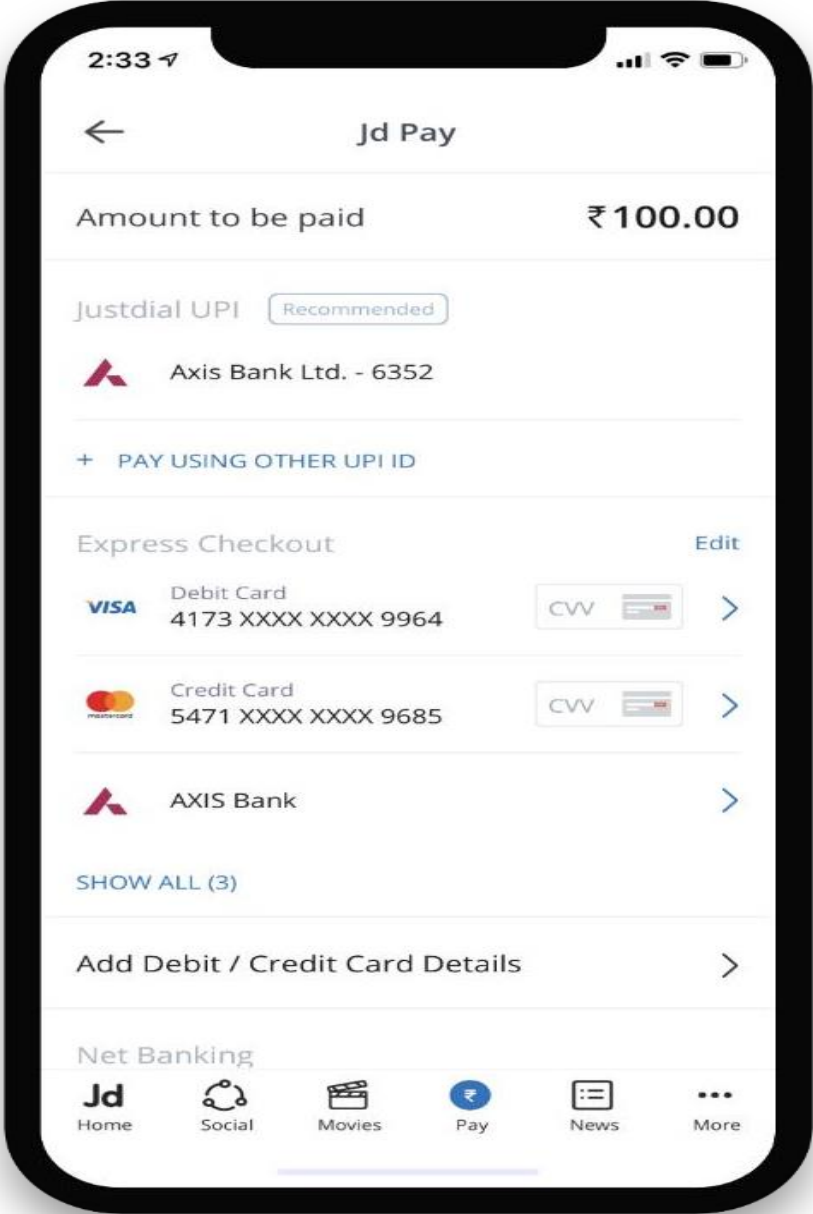 2:33
Jd Pay
Amount to be paid ₹100.00
Justdial UPI Recommended
Axis Bank Ltd. - 6352
+ PAY USING OTHER UPI ID
Express Checkout Edit
VISA Debit Card
4173 XXXX XXXX 9964 CVV
mastercard Credit Card
5471 XXXX XXXX 9685 CVV
AXIS Bank
SHOW ALL (3)
Add Debit / Credit Card Details
Net Banking
Jd ₹
Home Social Movies Pay News More